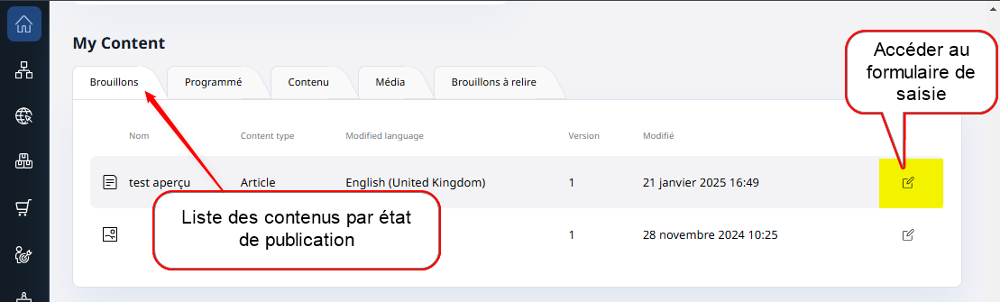 My Content
Accéder au
formulaire de
saisie
Brouillons Programmé Contenu Média Brouillons à relire
Nom Content type Modified language Version Modifié
test aperçu Article English (United Kingdom) 1 21 janvier 2025 16:49
Liste des contenus par état
de publication
1 28 novembre 2024 10:25